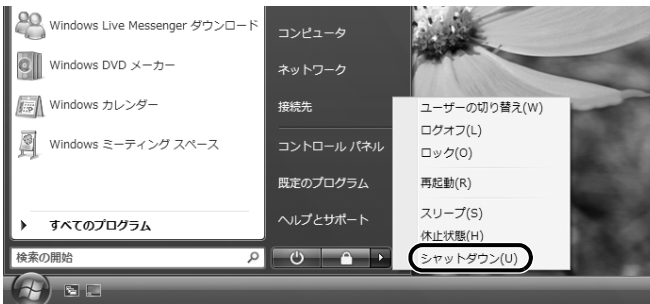 Windows Live Messenger ダウンロード
Windows DVD メーカー
Windows カレンダー
Windows ミーティング スペース
すべてのプログラム
検索の開始
コンピュータ
ネットワーク
接続先
コントロール パネル
既定のプログラム
ヘルプとサポート
ユーザーの切り替え(W)
ログオフ(L)
ロック(O)
再起動(R)
スリープ(S)
休止状態(H)
シャットダウン(U)